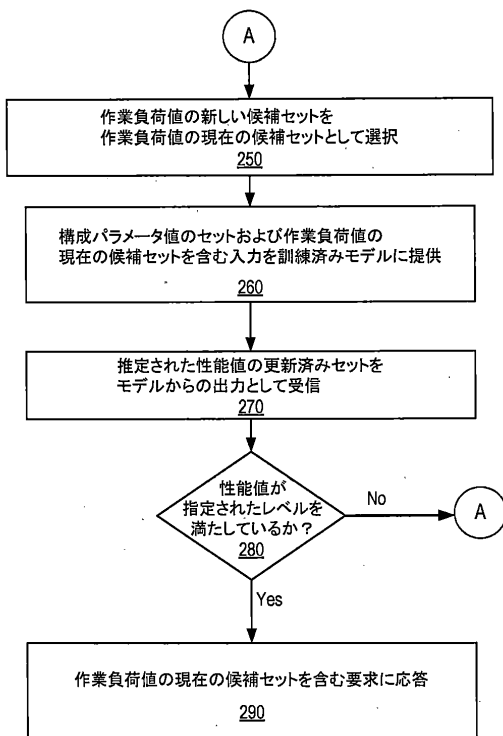 A
作業負荷値の新しい候補セットを
作業負荷値の現在の候補セットとして選択
250
構成パラメータ値のセットおよび作業負荷値の
現在の候補セットを含む入力を訓練済みモデルに提供
260
推定された性能値の更新済みセットを
モデルからの出力として受信
270
性能値が
指定されたレベルを
満たしているか？
280
No
A
Yes
作業負荷値の現在の候補セットを含む要求に応答
290